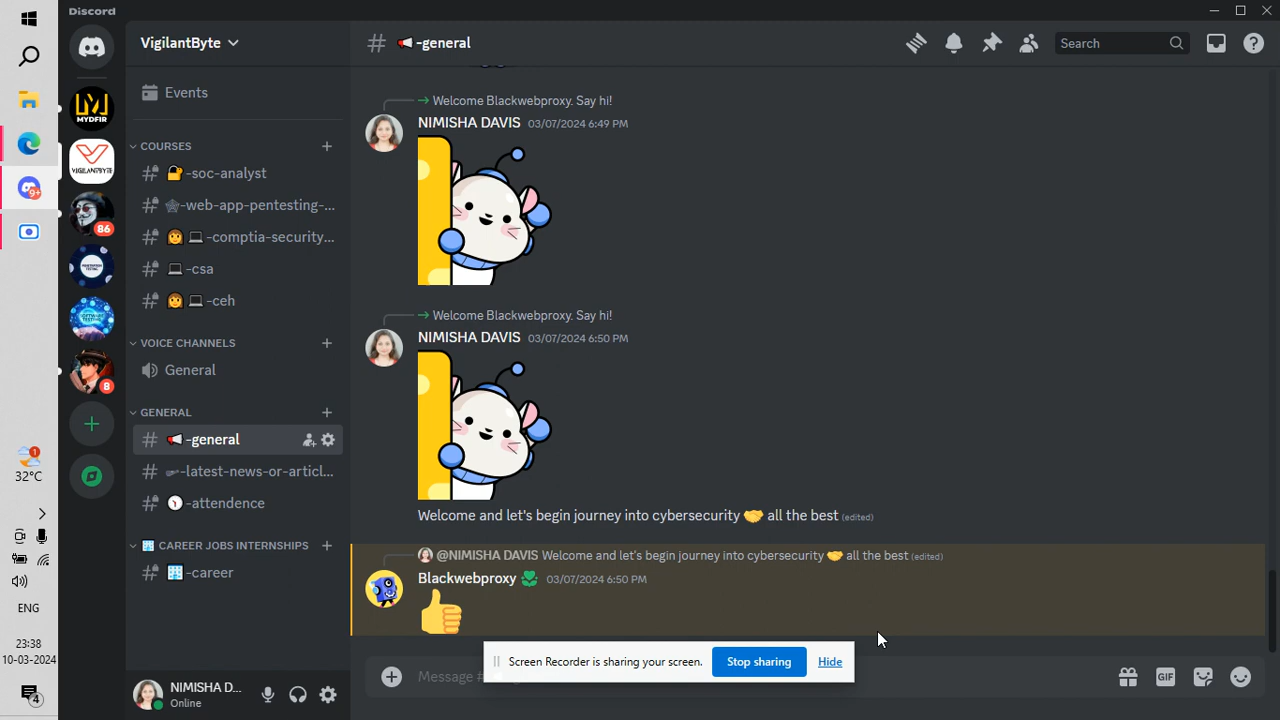 Discord
VigilantByte
-general
Search
Events
COURSES
-soc-analyst
-web-app-pentesting-...
-comptia-security...
-csa
-ceh
VOICE CHANNELS
General
GENERAL
-general
-latest-news-or-articl...
-attendence
CAREER JOBS INTERNSHIPS
-career
NIMISHA D...
Online
Welcome Blackwebproxy. Say hi!
NIMISHA DAVIS 03/07/2024 6:49 PM
Welcome Blackwebproxy. Say hi!
NIMISHA DAVIS 03/07/2024 6:50 PM
Welcome and let's begin journey into cybersecurity 🤝 all the best (edited)
@NIMISHA DAVIS Welcome and let's begin journey into cybersecurity 🤝 all the best (edited)
Blackwebproxy 03/07/2024 6:50 PM
👍
Screen Recorder is sharing your screen. Stop sharing Hide
Message #
GIF
MYDFIR
VIGILANTBYTE
86
8
9+
1
32°C
ENG
23:38
10-03-2024
4